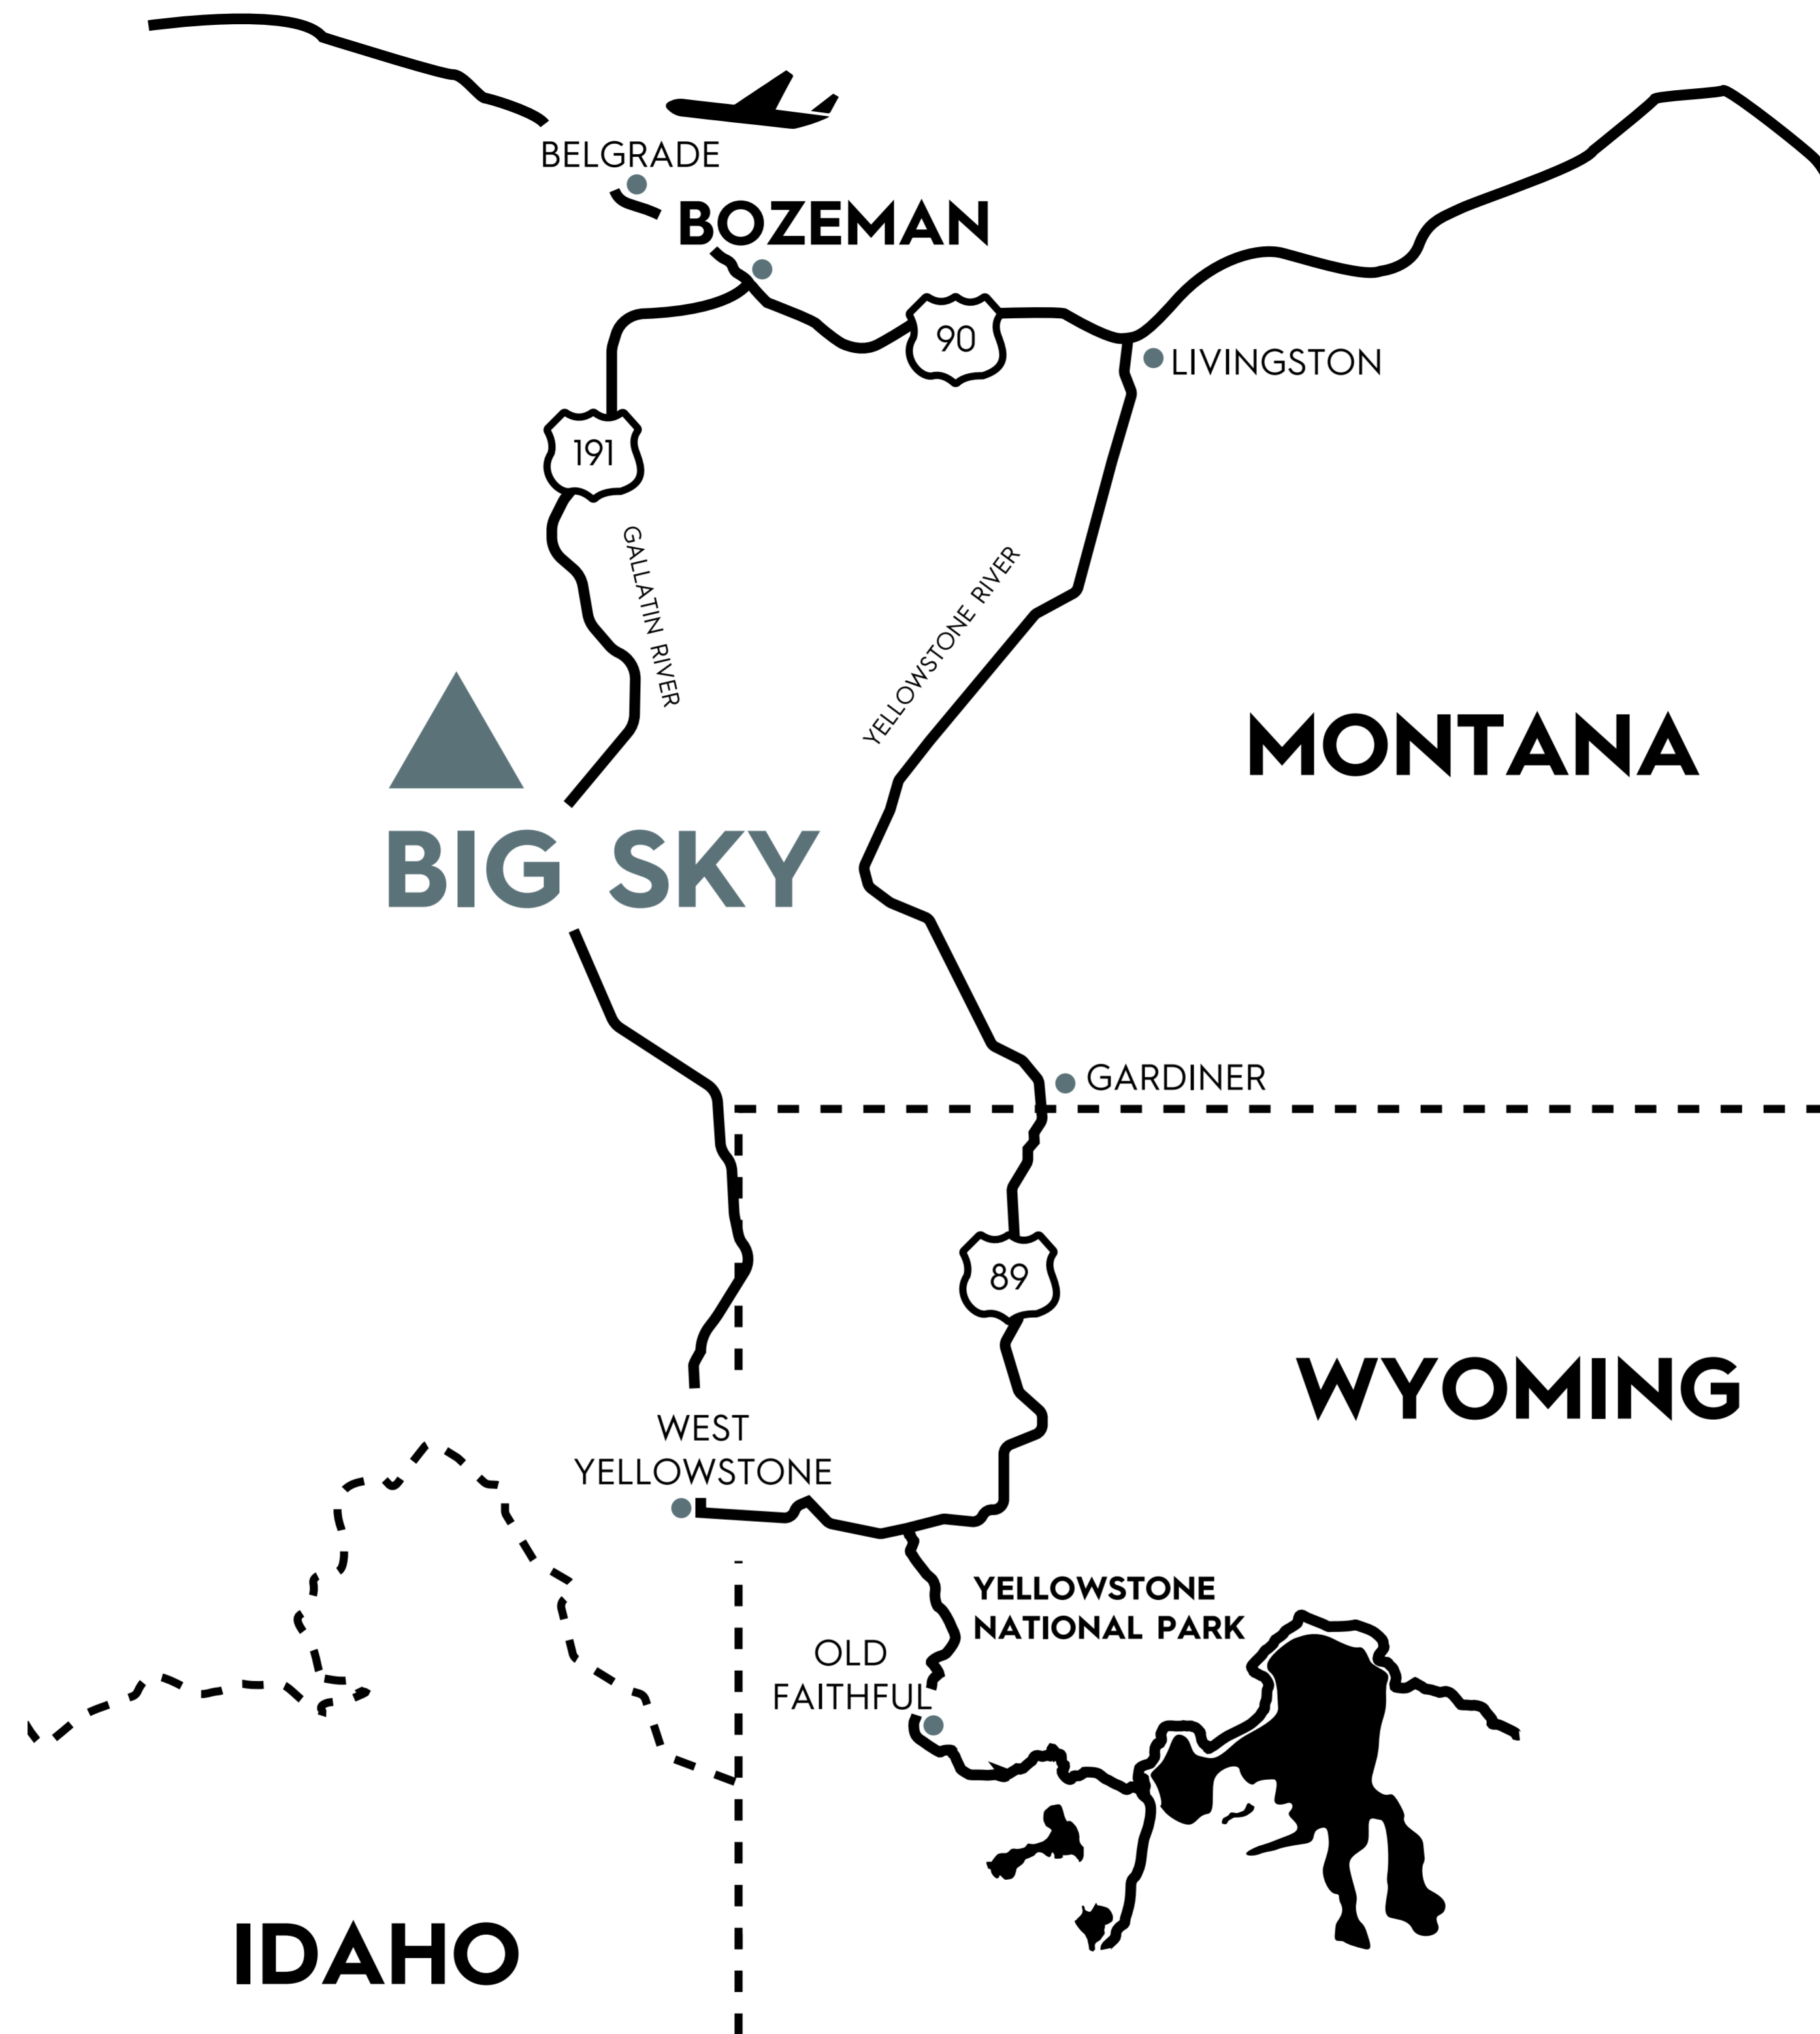 BELGRADE
BOZEMAN
90
LIVINGSTON
191
GALLATIN RIVER
YELLOWSTONE RIVER
MONTANA
BIG SKY
GARDINER
89
WYOMING
WEST
YELLOWSTONE
YELLOWSTONE
NATIONAL PARK
OLD
FAITHFUL
IDAHO